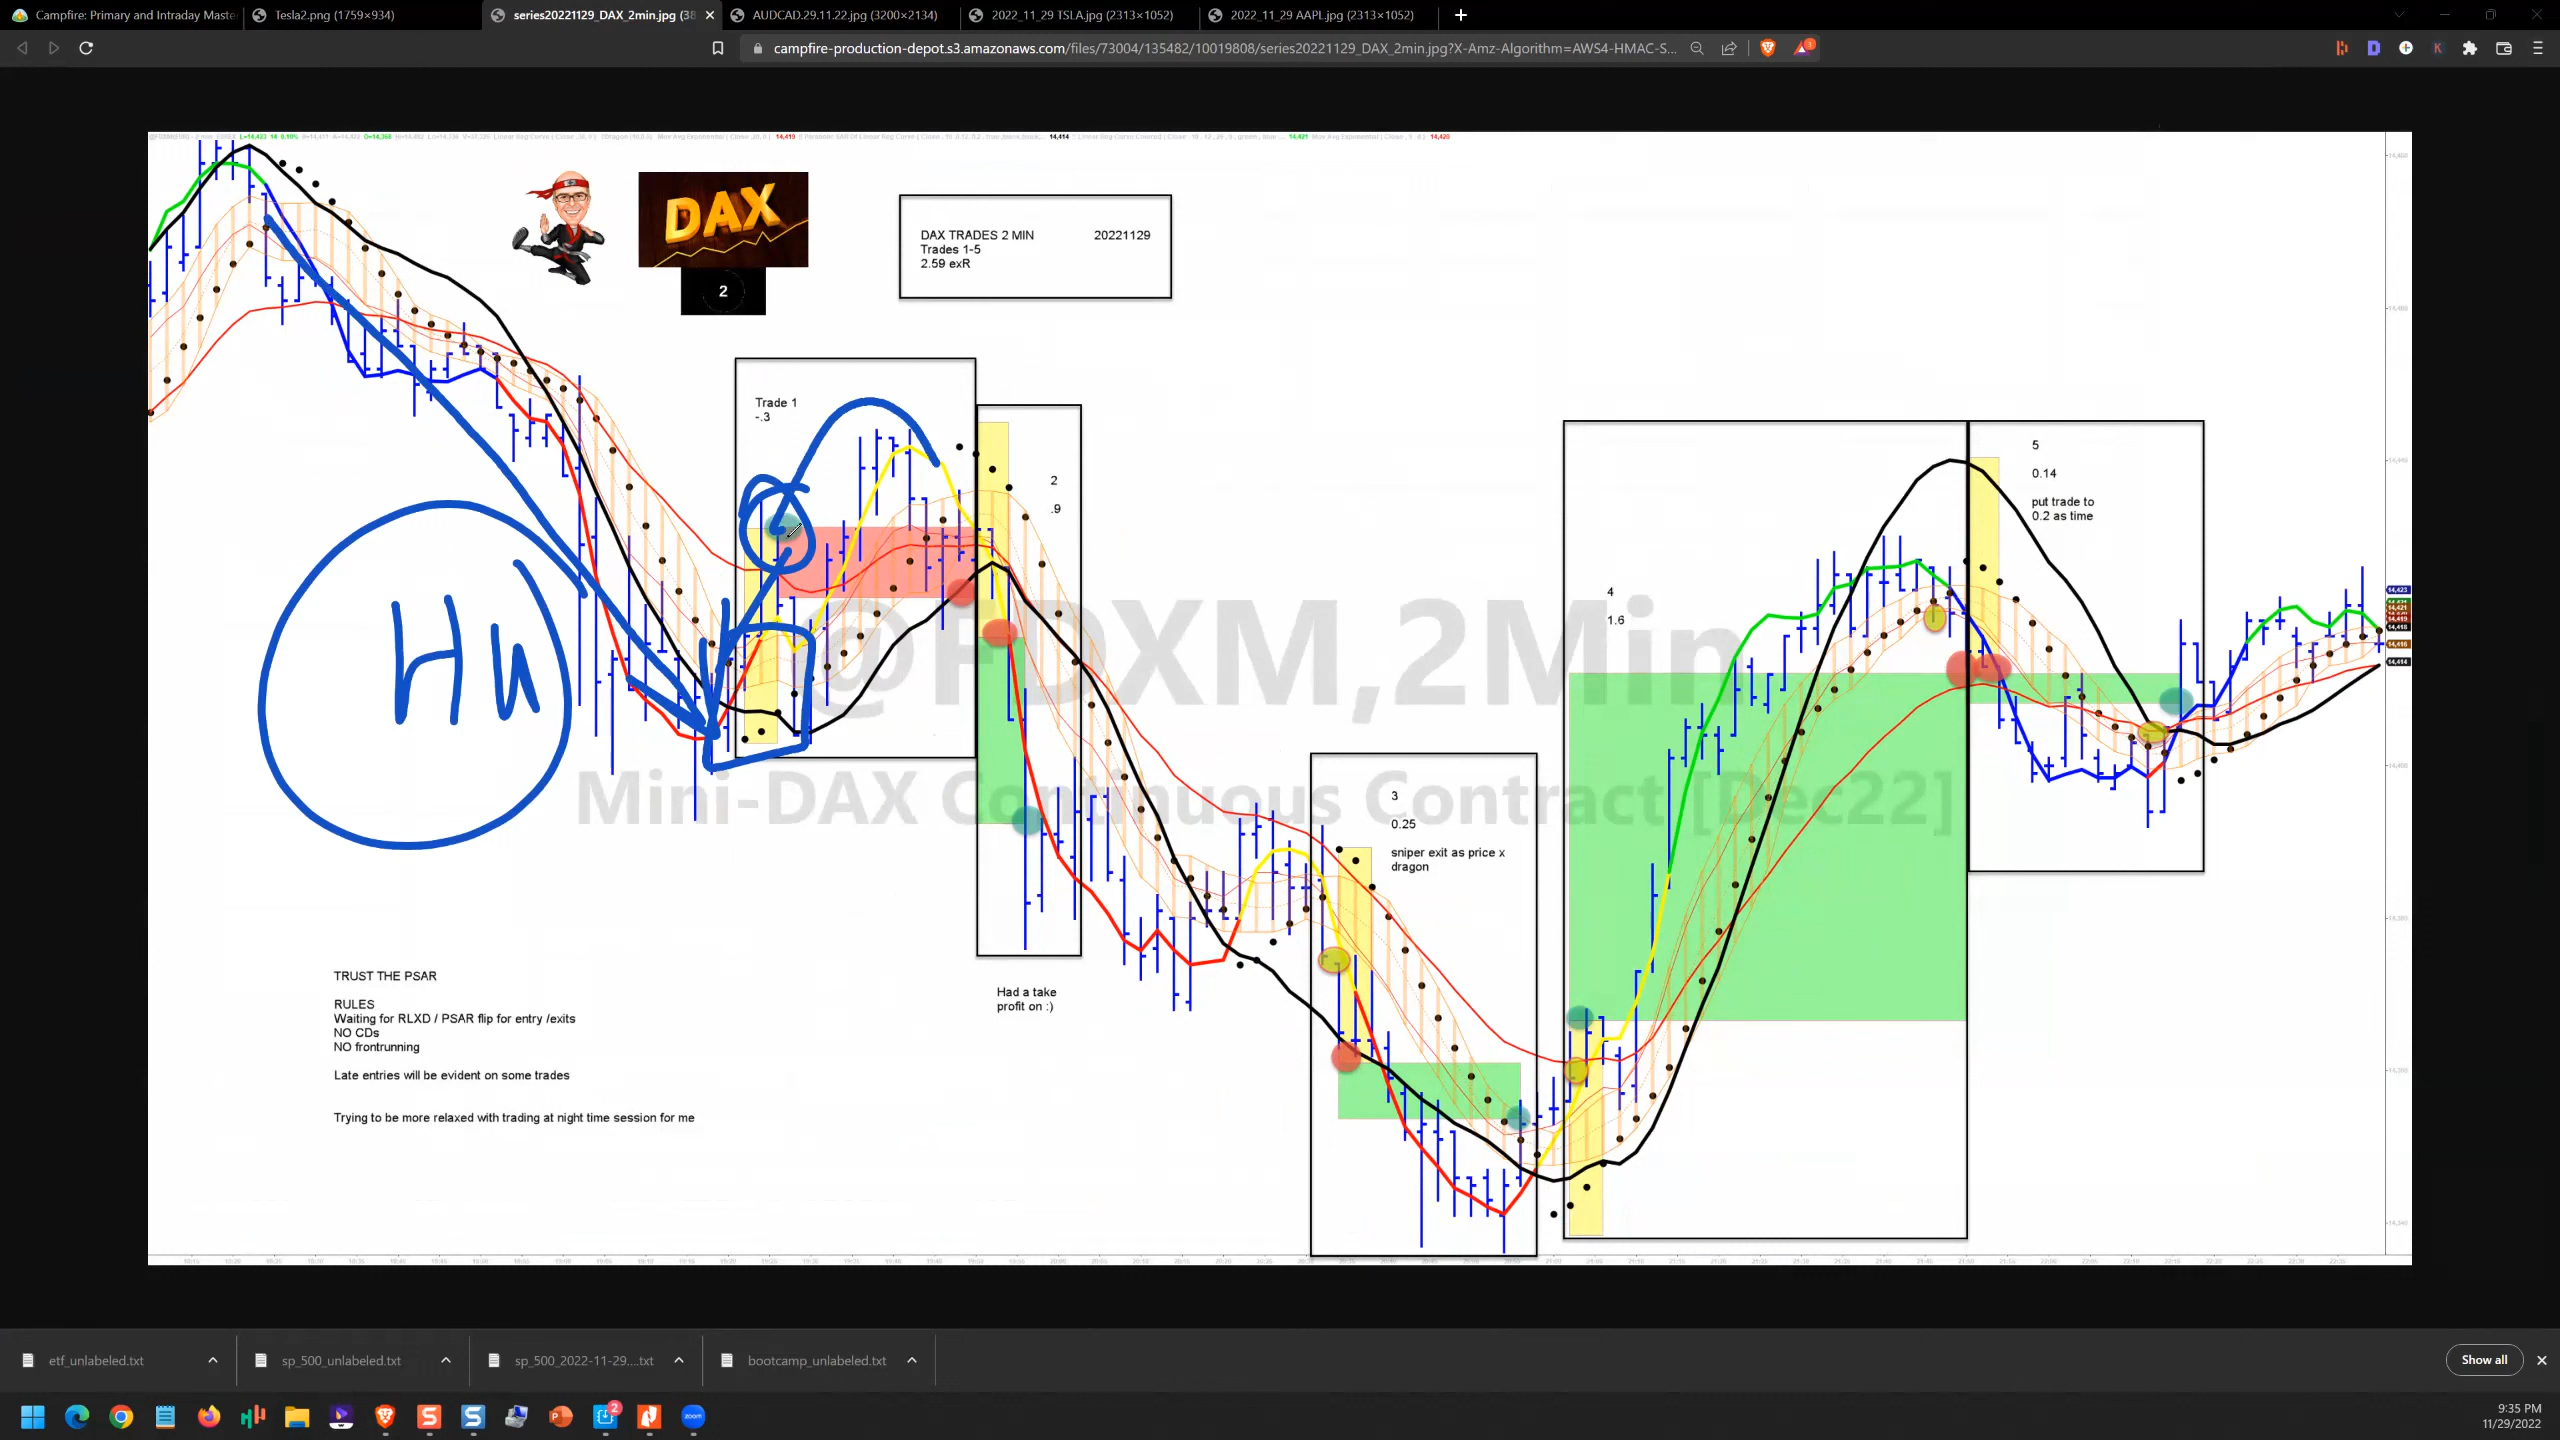 Campfire: Primary and Intraday Maste
Tesla2.png (1759×934)
series20221129_DAX_2min.jpg (38
AUDCAD.29.11.22.jpg (3200×2134)
2022_11_29 TSLA.jpg (2313×1052)
2022_11_29 AAPL.jpg (2313×1052)
campfire-production-depot.s3.amazonaws.com/files/73004/135482/10019808/series20221129_DAX_2min.jpg?X-Amz-Algorithm=AWS4-HMAC-S...
DAX
2
DAX TRADES 2 MIN 20221129
Trades 1-5
2.59 exR
Trade 1
-.3
2
.9
5
0.14
put trade to
0.2 as time
4
1.6
@FDXM,2Min
Mini-DAX Continuous Contract [Dec22]
3
0.25
sniper exit as price x
dragon
Had a take
profit on :)
TRUST THE PSAR
RULES
Waiting for RLXD / PSAR flip for entry /exits
NO CDs
NO frontrunning
Late entries will be evident on some trades
Trying to be more relaxed with trading at night time session for me
etf_unlabeled.txt
sp_500_unlabeled.txt
sp_500_2022-11-29....txt
bootcamp_unlabeled.txt
Show all
9:35 PM
11/29/2022